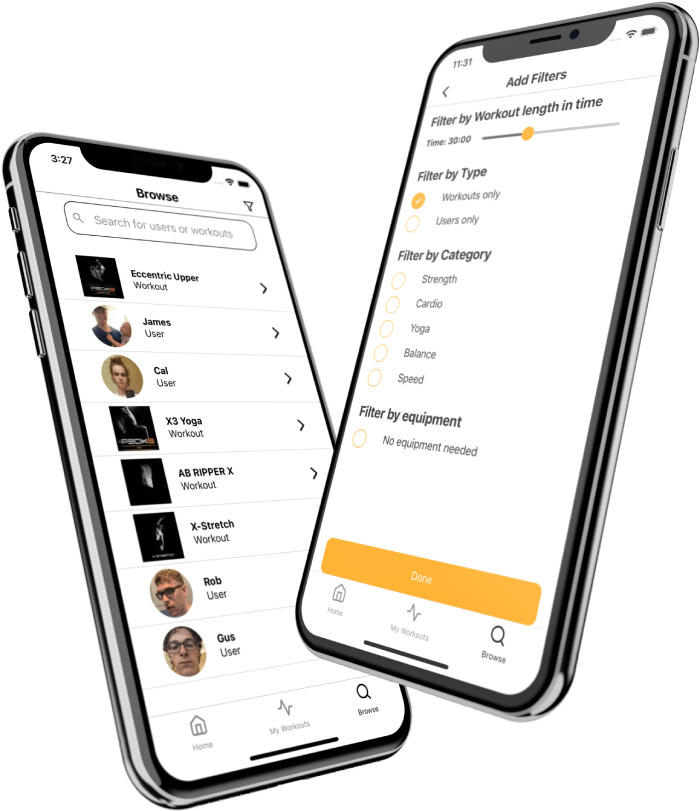 3:27
Browse
Search for users or workouts
Eccentric Upper
Workout
James
User
Cal
User
X3 Yoga
Workout
AB RIPPER X
Workout
X-Stretch
Workout
Rob
User
Gus
User
Home
My Workouts
Browse
11:31
Add Filters
Filter by Workout length in time
Time: 30:00
Filter by Type
Workouts only
Users only
Filter by Category
Strength
Cardio
Yoga
Balance
Speed
Filter by equipment
No equipment needed
Done
Home
My Workouts
Browse